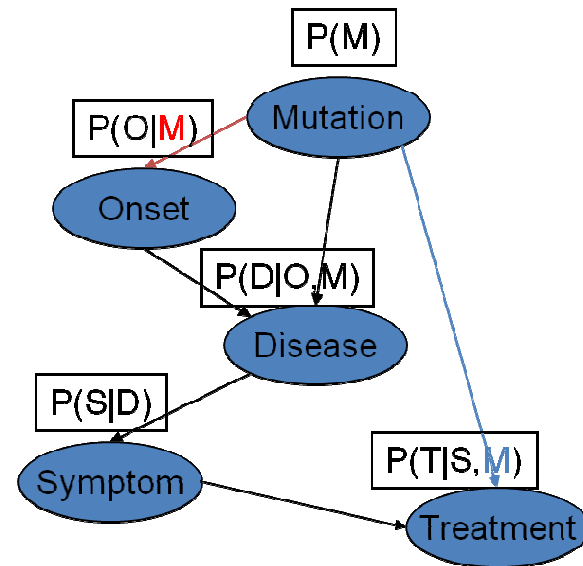 P(M)
Mutation
P(O|M)
Onset
P(D|O,M)
Disease
P(S|D)
Symptom
P(T|S,M)
Treatment